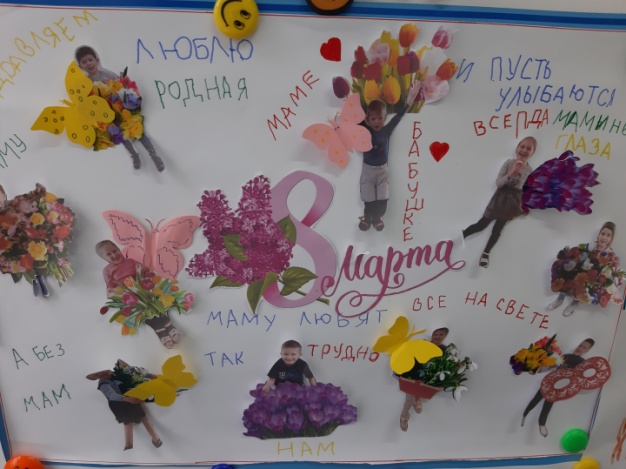 ЛЮБЛЮ
РОДНАЯ
МАМЕ
БАБУШКЕ
И ПУСТЬ
УЛЫБАЮТСЯ
ВСЕГДА МАМИНЫ
ГЛАЗА
8 Марта
МАМУ ЛЮБЯТ ВСЕ НА СВЕТЕ
А БЕЗ
МАМ
ТАК ТРУДНО
НАМ